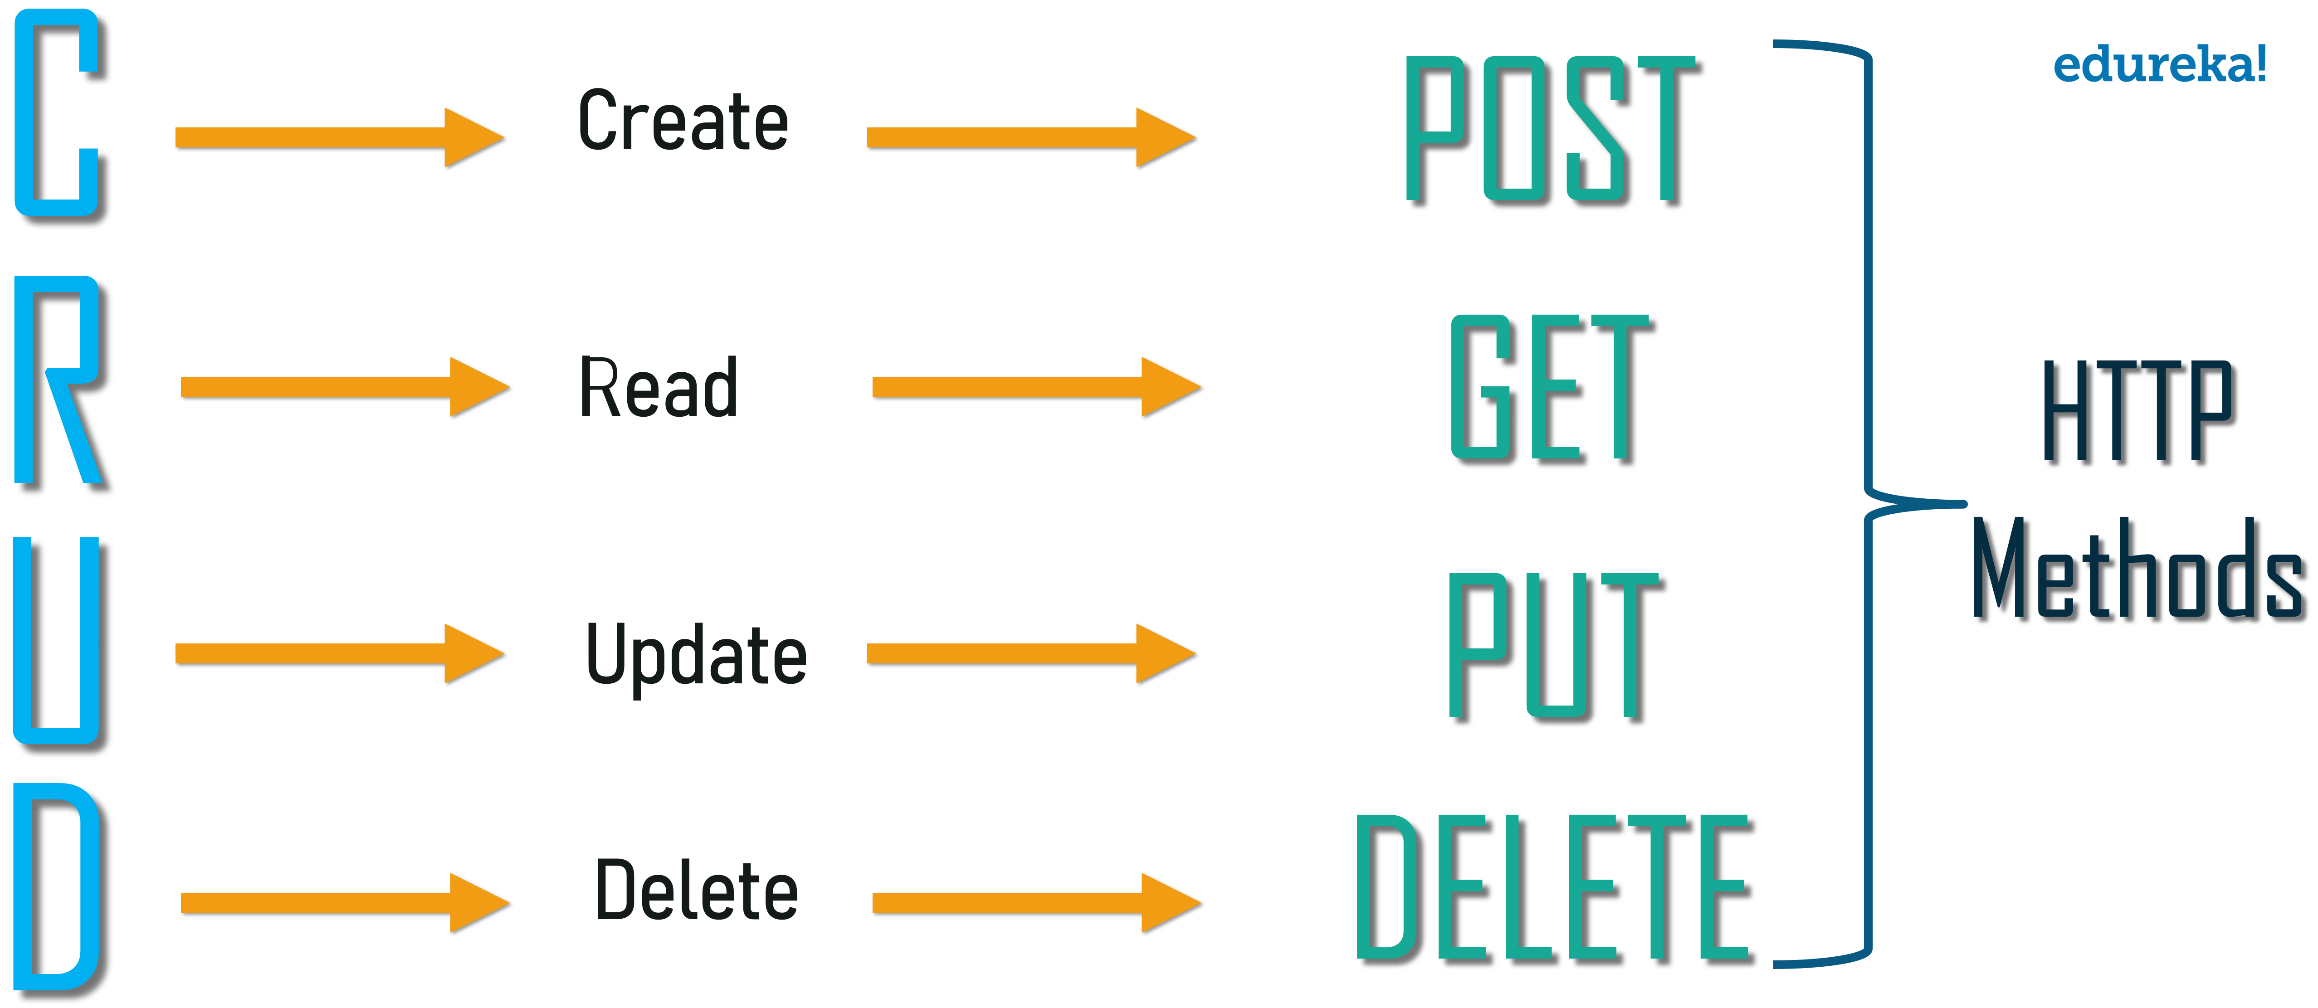 C Create POST
edureka!
R Read GET
HTTP
Methods
U Update PUT
D Delete DELETE